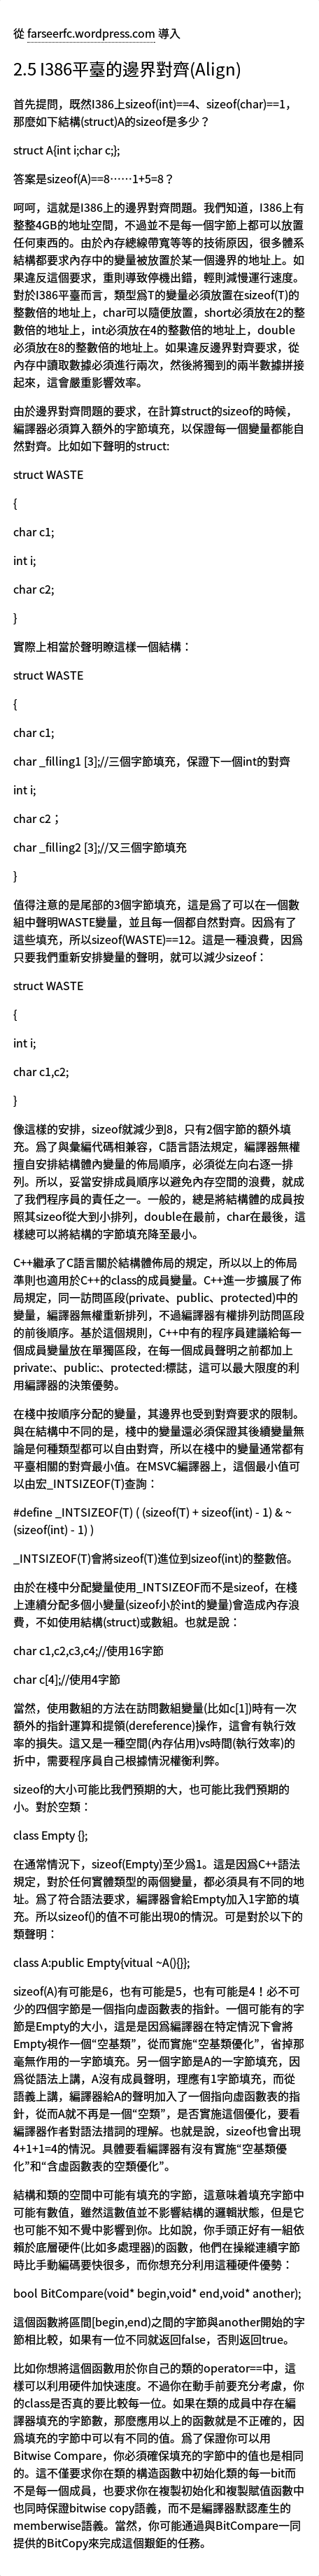 從 farseerfc.wordpress.com 導入
2.5 I386平臺的邊界對齊(Align)
首先提問，既然I386上sizeof(int)==4、sizeof(char)==1，
那麼如下結構(struct)A的sizeof是多少？
struct A{int i;char c;};
答案是sizeof(A)==8……1+5=8？
呵呵，這就是I386上的邊界對齊問題。我們知道，I386上有
整整4GB的地址空間，不過並不是每一個字節上都可以放置
任何東西的。由於內存總線帶寬等等的技術原因，很多體系
結構都要求內存中的變量被放置於某一個邊界的地址上。如
果違反這個要求，重則導致停機出錯，輕則減慢運行速度。
對於I386平臺而言，類型爲T的變量必須放置在sizeof(T)的
整數倍的地址上，char可以隨便放置，short必須放在2的整
數倍的地址上，int必須放在4的整數倍的地址上，double
必須放在8的整數倍的地址上。如果違反邊界對齊要求，從
內存中讀取數據必須進行兩次，然後將獨到的兩半數據拼接
起來，這會嚴重影響效率。
由於邊界對齊問題的要求，在計算struct的sizeof的時候，
編譯器必須算入額外的字節填充，以保證每一個變量都能自
然對齊。比如如下聲明的struct:
struct WASTE
{
char c1;
int i;
char c2;
}
實際上相當於聲明瞭這樣一個結構：
struct WASTE
{
char c1;
char _filling1 [3];//三個字節填充，保證下一個int的對齊
int i;
char c2；
char _filling2 [3];//又三個字節填充
}
值得注意的是尾部的3個字節填充，這是爲了可以在一個數
組中聲明WASTE變量，並且每一個都自然對齊。因爲有了
這些填充，所以sizeof(WASTE)==12。這是一種浪費，因爲
只要我們重新安排變量的聲明，就可以減少sizeof：
struct WASTE
{
int i;
char c1,c2;
}
像這樣的安排，sizeof就減少到8，只有2個字節的額外填
充。爲了與彙編代碼相兼容，C語言語法規定，編譯器無權
擅自安排結構體內變量的佈局順序，必須從左向右逐一排
列。所以，妥當安排成員順序以避免內存空間的浪費，就成
了我們程序員的責任之一。一般的，總是將結構體的成員按
照其sizeof從大到小排列，double在最前，char在最後，這
樣總可以將結構的字節填充降至最小。
C++繼承了C語言關於結構體佈局的規定，所以以上的佈局
準則也適用於C++的class的成員變量。C++進一步擴展了佈
局規定，同一訪問區段(private、public、protected)中的
變量，編譯器無權重新排列，不過編譯器有權排列訪問區段
的前後順序。基於這個規則，C++中有的程序員建議給每一
個成員變量放在單獨區段，在每一個成員聲明之前都加上
private:、public:、protected:標誌，這可以最大限度的利
用編譯器的決策優勢。
在棧中按順序分配的變量，其邊界也受到對齊要求的限制。
與在結構中不同的是，棧中的變量還必須保證其後續變量無
論是何種類型都可以自由對齊，所以在棧中的變量通常都有
平臺相關的對齊最小值。在MSVC編譯器上，這個最小值可
以由宏_INTSIZEOF(T)查詢：
#define _INTSIZEOF(T) ( (sizeof(T) + sizeof(int) - 1) & ~
(sizeof(int) - 1) )
_INTSIZEOF(T)會將sizeof(T)進位到sizeof(int)的整數倍。
由於在棧中分配變量使用_INTSIZEOF而不是sizeof，在棧
上連續分配多個小變量(sizeof小於int的變量)會造成內存浪
費，不如使用結構(struct)或數組。也就是說：
char c1,c2,c3,c4;//使用16字節
char c[4];//使用4字節
當然，使用數組的方法在訪問數組變量(比如c[1])時有一次
額外的指針運算和提領(dereference)操作，這會有執行效
率的損失。這又是一種空間(內存佔用)vs時間(執行效率)的
折中，需要程序員自己根據情況權衡利弊。
sizeof的大小可能比我們預期的大，也可能比我們預期的
小。對於空類：
class Empty {};
在通常情況下，sizeof(Empty)至少爲1。這是因爲C++語法
規定，對於任何實體類型的兩個變量，都必須具有不同的地
址。爲了符合語法要求，編譯器會給Empty加入1字節的填
充。所以sizeof()的值不可能出現0的情況。可是對於以下的
類聲明：
class A:public Empty{vitual ~A(){}};
sizeof(A)有可能是6，也有可能是5，也有可能是4！必不可
少的四個字節是一個指向虛函數表的指針。一個可能有的字
節是Empty的大小，這是是因爲編譯器在特定情況下會將
Empty視作一個“空基類”，從而實施“空基類優化”，省掉那
毫無作用的一字節填充。另一個字節是A的一字節填充，因
爲從語法上講，A沒有成員聲明，理應有1字節填充，而從
語義上講，編譯器給A的聲明加入了一個指向虛函數表的指
針，從而A就不再是一個“空類”，是否實施這個優化，要看
編譯器作者對語法措詞的理解。也就是說，sizeof也會出現
4+1+1=4的情況。具體要看編譯器有沒有實施“空基類優
化”和“含虛函數表的空類優化”。
結構和類的空間中可能有填充的字節，這意味着填充字節中
可能有數值，雖然這數值並不影響結構的邏輯狀態，但是它
也可能不知不覺中影響到你。比如說，你手頭正好有一組依
賴於底層硬件(比如多處理器)的函數，他們在操縱連續字節
時比手動編碼要快很多，而你想充分利用這種硬件優勢：
bool BitCompare(void* begin,void* end,void* another);
這個函數將區間[begin,end)之間的字節與another開始的字
節相比較，如果有一位不同就返回false，否則返回true。
比如你想將這個函數用於你自己的類的operator==中，這
樣可以利用硬件加快速度。不過你在動手前要充分考慮，你
的class是否真的要比較每一位。如果在類的成員中存在編
譯器填充的字節數，那麼應用以上的函數就是不正確的，因
爲填充的字節中可以有不同的值。爲了保證你可以用
Bitwise Compare，你必須確保填充的字節中的值也是相同
的。這不僅要求你在類的構造函數中初始化類的每一bit而
不是每一個成員，也要求你在複製初始化和複製賦值函數中
也同時保證bitwise copy語義，而不是編譯器默認產生的
memberwise語義。當然，你可能通過與BitCompare一同
提供的BitCopy來完成這個艱鉅的任務。